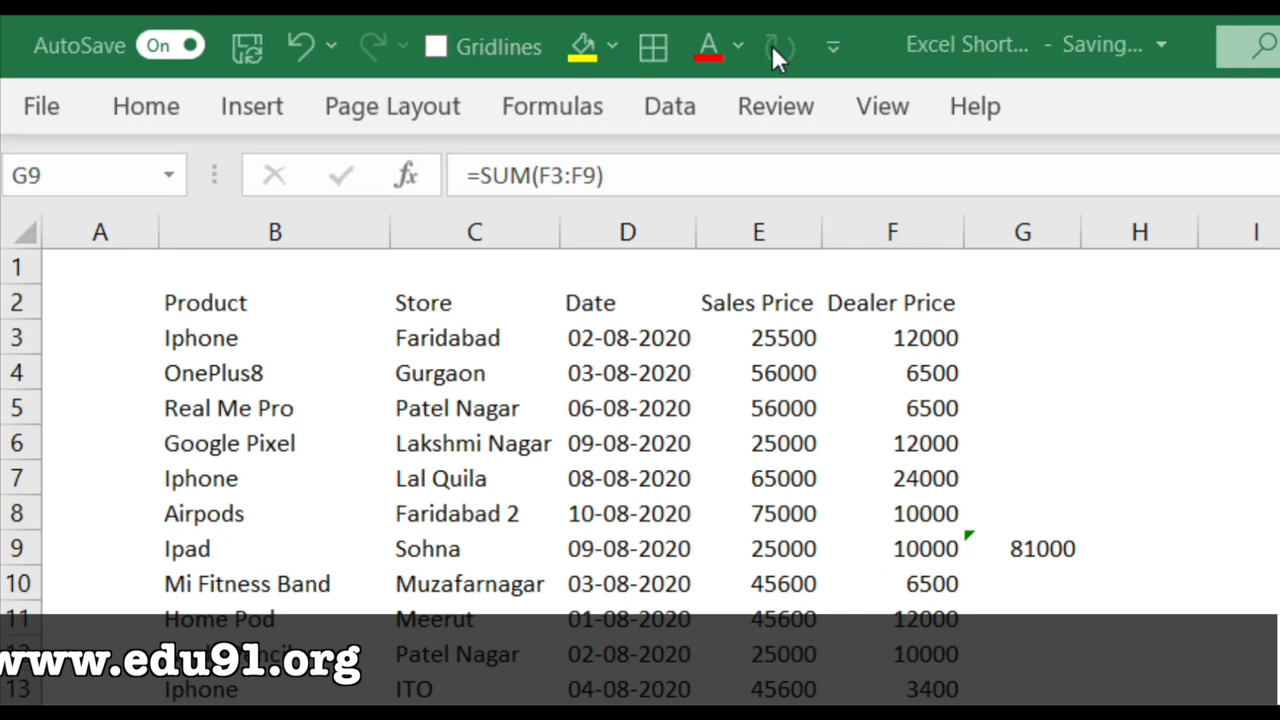 AutoSave On Gridlines A Excel Short... - Saving...
File Home Insert Page Layout Formulas Data Review View Help
G9 fx =SUM(F3:F9)
A B C D E F G H I
1
2 Product Store Date Sales Price Dealer Price
3 Iphone Faridabad 02-08-2020 25500 12000
4 OnePlus8 Gurgaon 03-08-2020 56000 6500
5 Real Me Pro Patel Nagar 06-08-2020 56000 6500
6 Google Pixel Lakshmi Nagar 09-08-2020 25000 12000
7 Iphone Lal Quila 08-08-2020 65000 24000
8 Airpods Faridabad 2 10-08-2020 75000 10000
9 Ipad Sohna 09-08-2020 25000 10000 81000
10 Mi Fitness Band Muzafarnagar 03-08-2020 45600 6500
11 Home Pod Meerut 01-08-2020 45600 12000
Patel Nagar 02-08-2020 25000 10000
www.edu91.org
13 Iphone ITO 04-08-2020 45600 3400